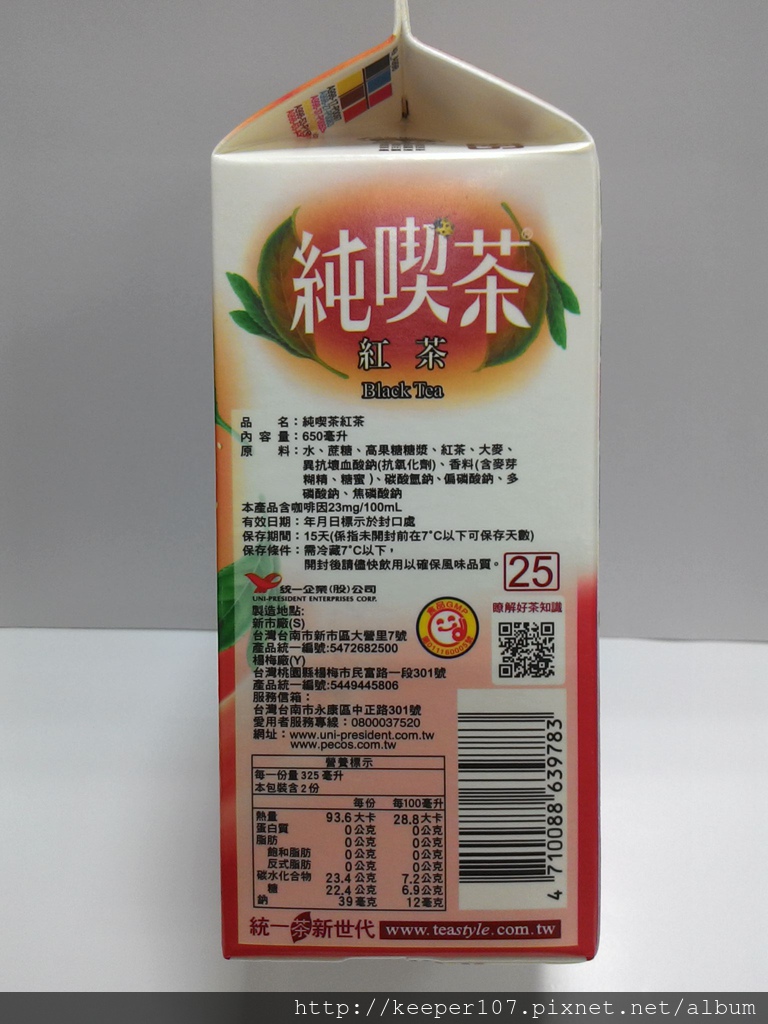 純喫茶
紅茶
Black Tea
品名：純喫茶紅茶
內容量：650毫升
原料：水、蔗糖、高果糖糖漿、紅茶、大麥、
異抗壞血酸鈉(抗氧化劑)、香料(含麥芽
糊精、糖蜜)、碳酸氫鈉、偏磷酸鈉、多
磷酸鈉、焦磷酸鈉
本產品含咖啡因23mg/100mL
有效日期：年月日標示於封口處
保存期間：15天(係指未開封前在7°C以下可保存天數)
保存條件：需冷藏7°C以下，
開封後請儘快飲用以確保風味品質。
25
統一企業(股)公司
UNI-PRESIDENT ENTERPRISES CORP.
製造地點:
新市廠(S)
台灣台南市新市區大營里7號
產品統一編號:5472682500
楊梅廠(Y)
台灣桃園縣楊梅市民富路一段301號
產品統一編號:5449445806
服務信箱：
台灣台南市永康區中正路301號
愛用者服務專線：0800037520
網址：www.uni-president.com.tw
www.pecos.com.tw
食品GMP
瞭解好茶知識
營養標示
每一份量325毫升
本包裝含2份
每份 每100毫升
熱量 93.6大卡 28.8大卡
蛋白質 0公克 0公克
脂肪 0公克 0公克
飽和脂肪 0公克 0公克
反式脂肪 0公克 0公克
碳水化合物 23.4公克 7.2公克
糖 22.4公克 6.9公克
鈉 39毫克 12毫克
4 710088 639783
統一茶新世代 www.teastyle.com.tw
http://keeper107.pixnet.net/album